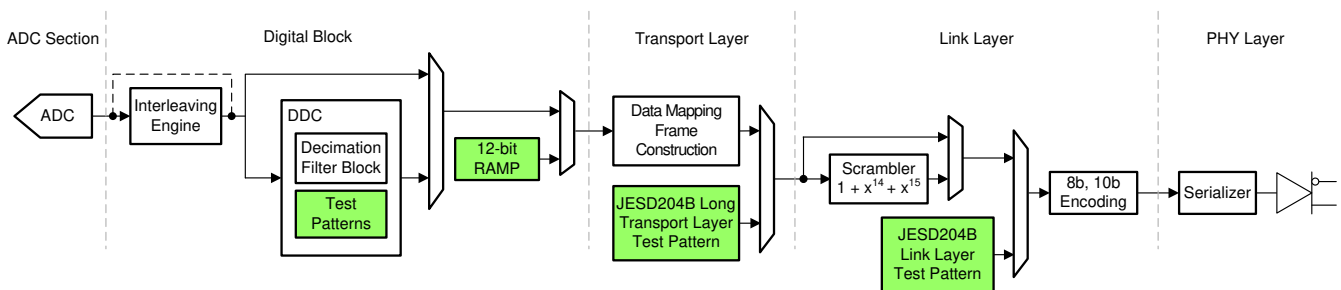 ADC Section
Digital Block
Transport Layer
Link Layer
PHY Layer
ADC
Interleaving
Engine
DDC
Decimation
Filter Block
Test
Patterns
12-bit
RAMP
Data Mapping
Frame
Construction
JESD204B Long
Transport Layer
Test Pattern
Scrambler
1 + x¹⁴ + x¹⁵
JESD204B
Link Layer
Test Pattern
8b, 10b
Encoding
Serializer